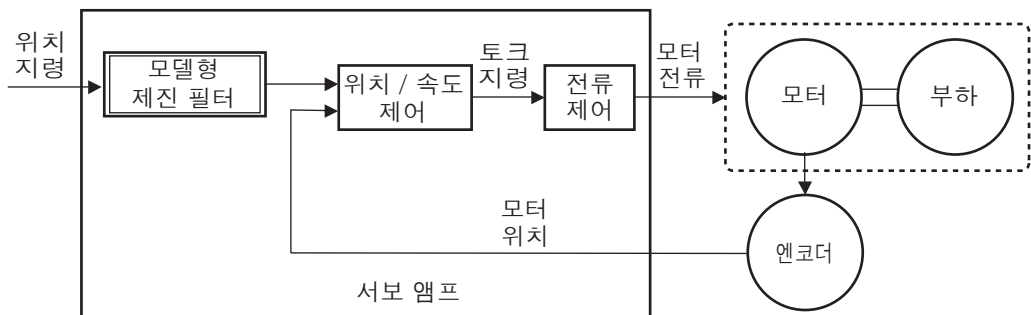 위치
지령
모델형
제진 필터
위치 / 속도
제어
토크
지령
전류
제어
모터
전류
모터
부하
모터
위치
엔코더
서보 앰프